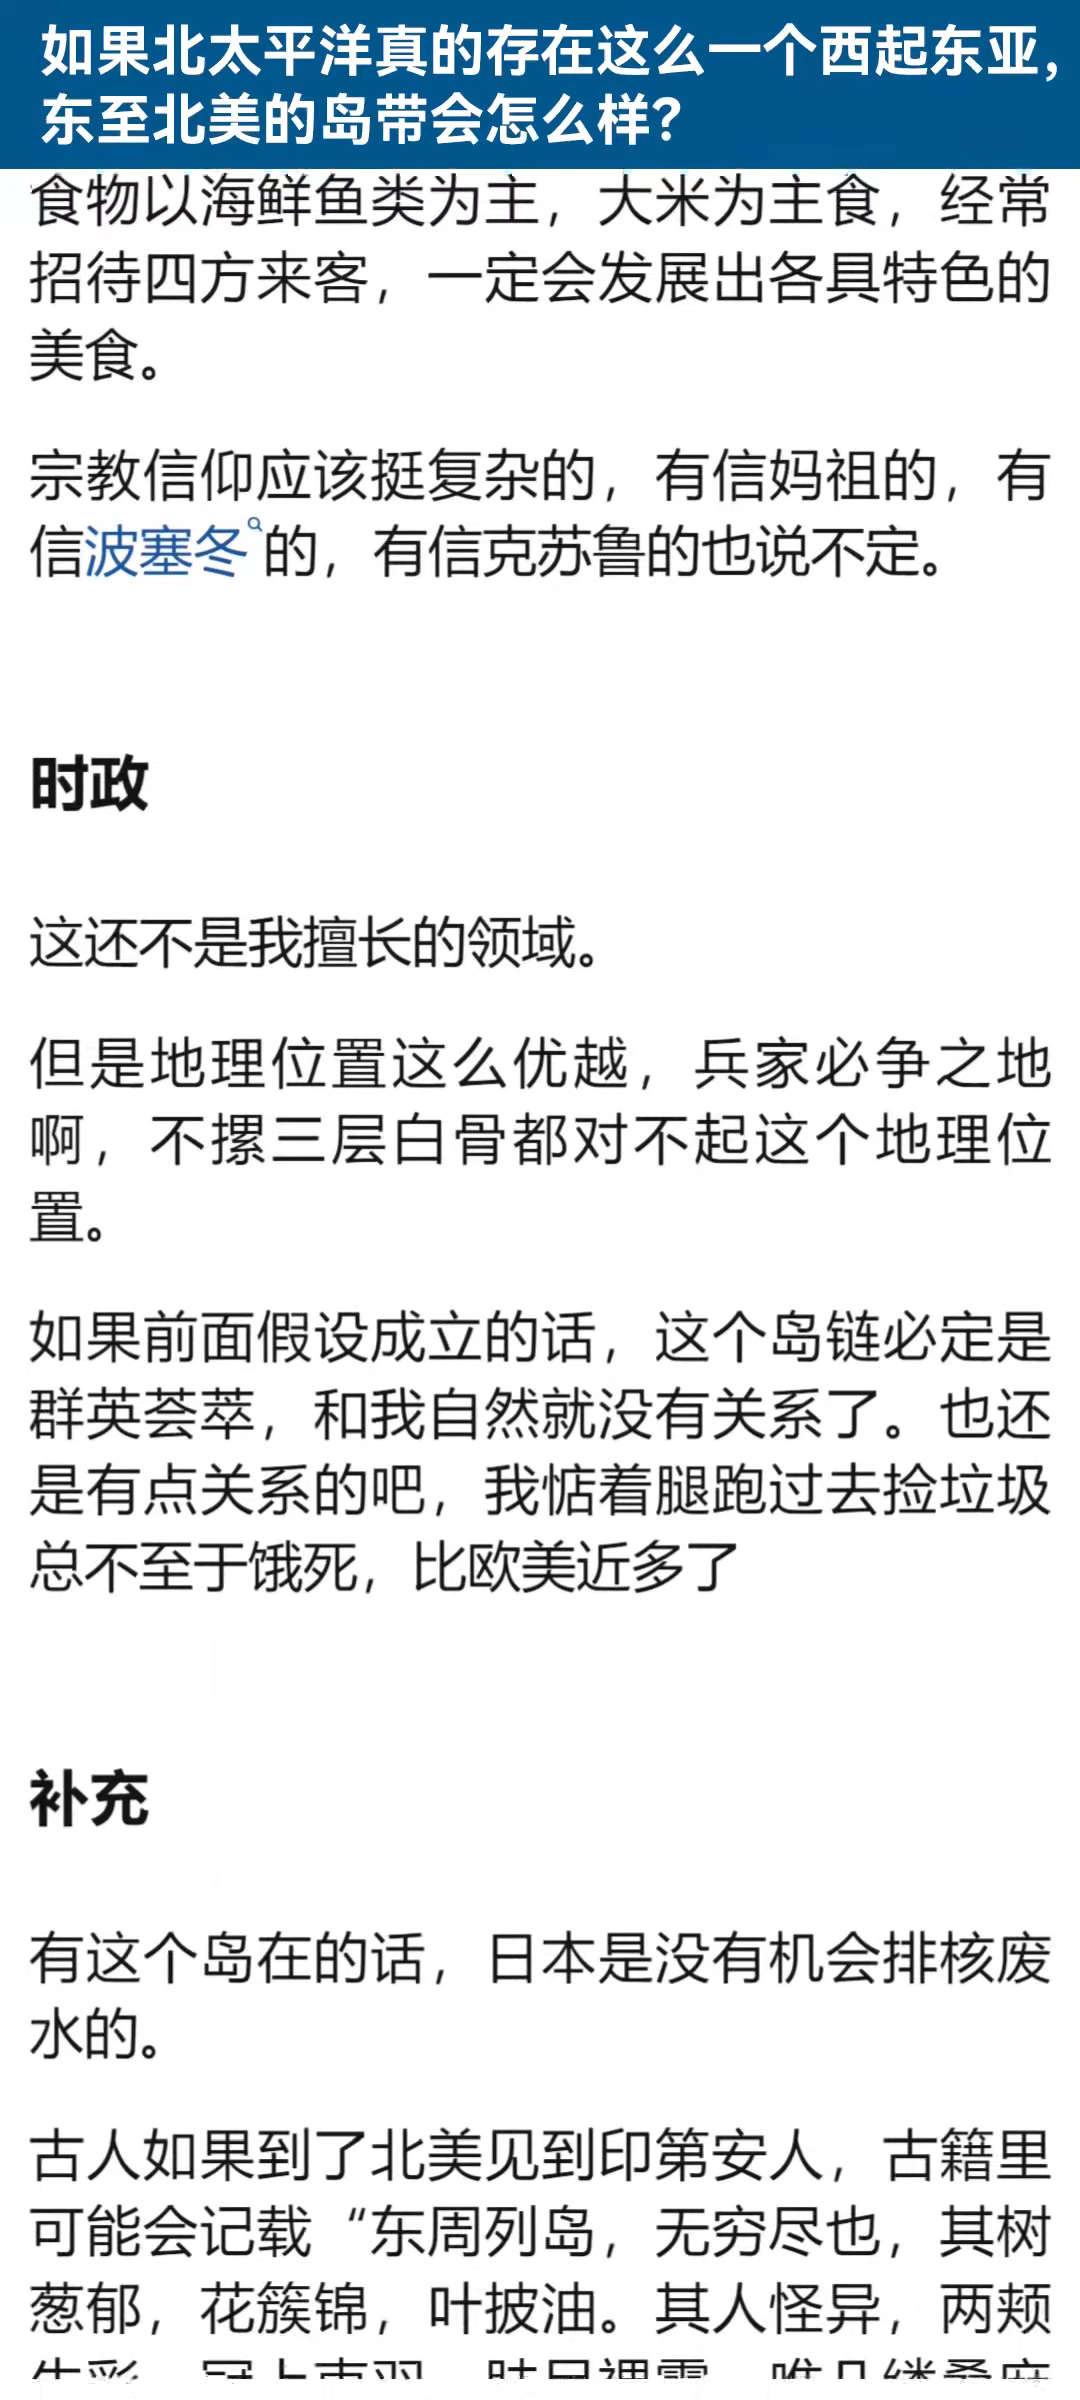 如果北太平洋真的存在这么一个西起东亚，
东至北美的岛带会怎么样？
食物以海鲜鱼类为主，大米为主食，经常
招待四方来客，一定会发展出各具特色的
美食。
宗教信仰应该挺复杂的，有信妈祖的，有
信波塞冬的，有信克苏鲁的也说不定。
时政
这还不是我擅长的领域。
但是地理位置这么优越，兵家必争之地
啊，不摞三层白骨都对不起这个地理位
置。
如果前面假设成立的话，这个岛链必定是
群英荟萃，和我自然就没有关系了。也还
是有点关系的吧，我惦着腿跑过去捡垃圾
总不至于饿死，比欧美近多了
补充
有这个岛在的话，日本是没有机会排核废
水的。
古人如果到了北美见到印第安人，古籍里
可能会记载“东周列岛，无穷尽也，其树
葱郁，花簇锦，叶披油。其人怪异，两颊